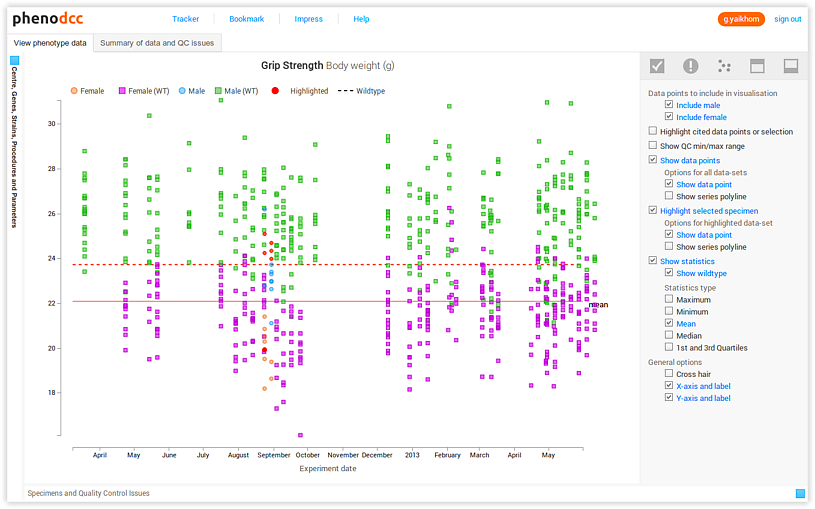 phenodcc
Tracker
Bookmark
Impress
Help
g.yaikhom
sign out
View phenotype data
Summary of data and QC issues
Centre, Genes, Strains, Procedures and Parameters
Grip Strength Body weight (g)
Female
Female (WT)
Male
Male (WT)
Highlighted
Wildtype
30
28
26
24
22
20
18
mean
April
May
June
July
August
September
October
November
December
2013
February
March
April
May
Experiment date
Data points to include in visualisation
Include male
Include female
Highlight cited data points or selection
Show QC min/max range
Show data points
Options for all data-sets
Show data point
Show series polyline
Highlight selected specimen
Options for highlighted data-set
Show data point
Show series polyline
Show statistics
Show wildtype
Statistics type
Maximum
Minimum
Mean
Median
1st and 3rd Quartiles
General options
Cross hair
X-axis and label
Y-axis and label
Specimens and Quality Control Issues